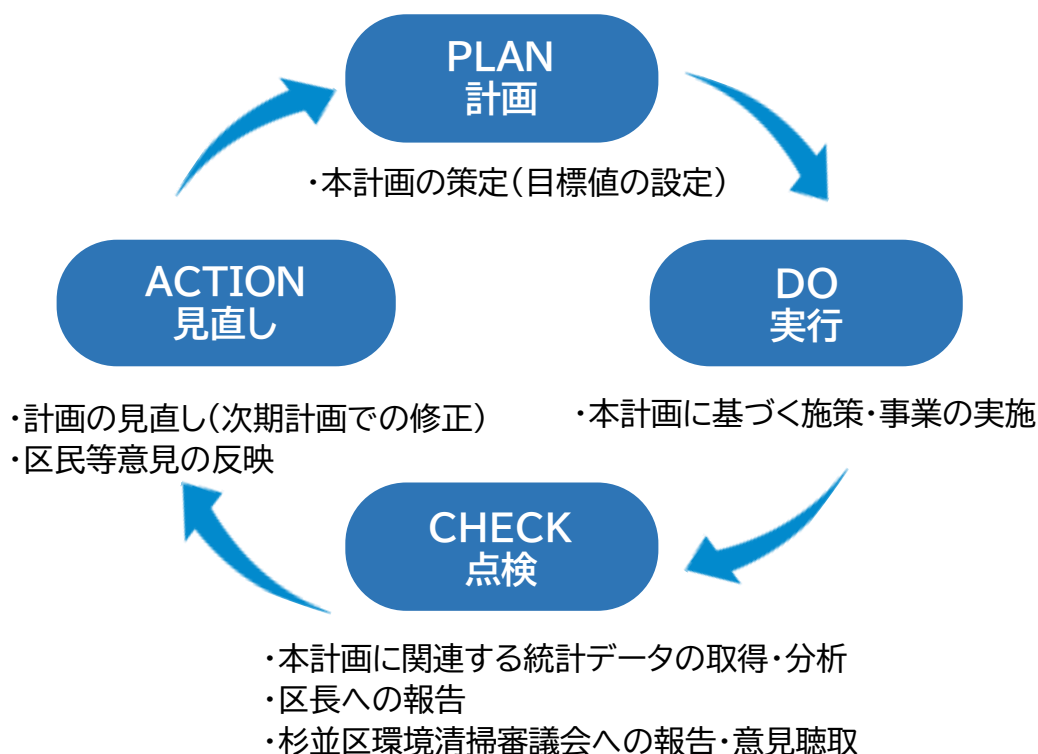 PLAN
計画
・本計画の策定(目標値の設定)
ACTION
見直し
DO
実行
・計画の見直し(次期計画での修正)
・区民等意見の反映
・本計画に基づく施策・事業の実施
CHECK
点検
・本計画に関連する統計データの取得・分析
・区長への報告
・杉並区環境清掃審議会への報告・意見聴取